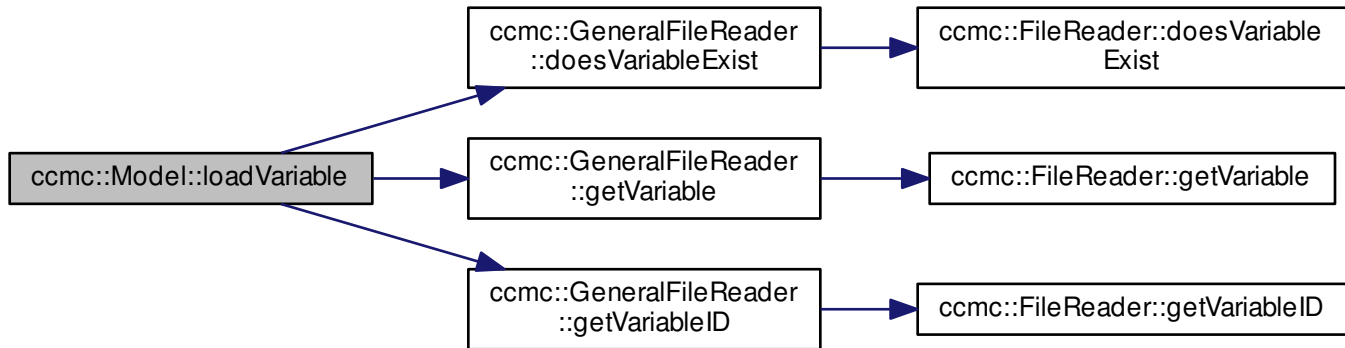 ccmc::GeneralFileReader
::doesVariableExist
ccmc::FileReader::doesVariable
Exist
ccmc::Model::loadVariable
ccmc::GeneralFileReader
::getVariable
ccmc::FileReader::getVariable
ccmc::GeneralFileReader
::getVariableID
ccmc::FileReader::getVariableID